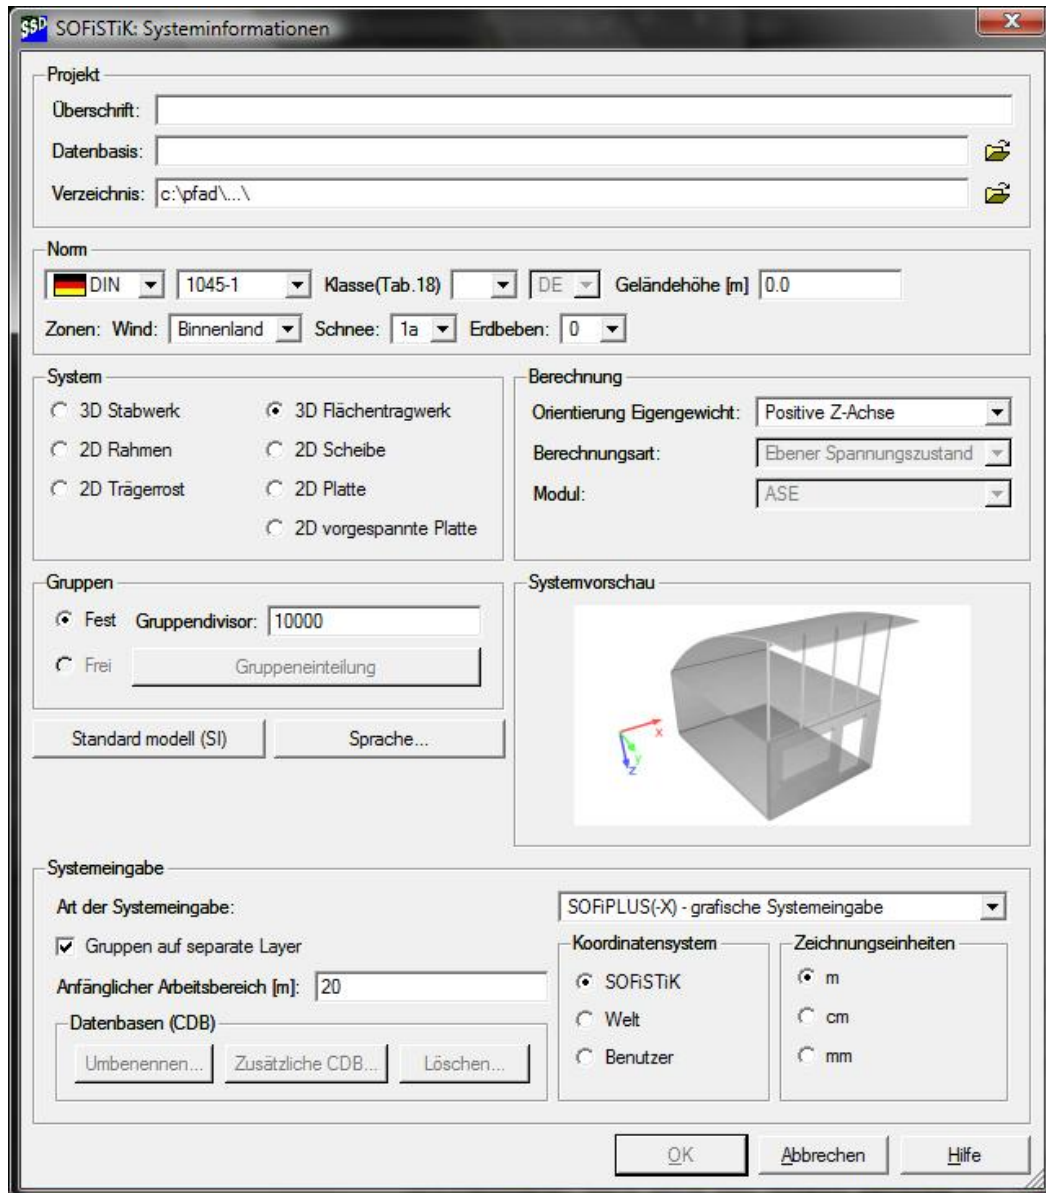 SSD SOFiSTiK: Systeminformationen
Projekt
Überschrift:
Datenbasis:
Verzeichnis: c:\pfad\...\
Norm
DIN 1045-1 Klasse(Tab.18) DE Geländehöhe [m] 0.0
Zonen: Wind: Binnenland Schnee: 1a Erdbeben: 0
System
3D Stabwerk 3D Flächentragwerk
2D Rahmen 2D Scheibe
2D Trägerrost 2D Platte
2D vorgespannte Platte
Berechnung
Orientierung Eigengewicht: Positive Z-Achse
Berechnungsart: Ebener Spannungszustand
Modul: ASE
Gruppen
Fest Gruppendivisor: 10000
Frei Gruppeneinteilung
Standard modell (SI) Sprache...
Systemvorschau
x
y
z
Systemeingabe
Art der Systemeingabe: SOFiPLUS(-X) - grafische Systemeingabe
Gruppen auf separate Layer
Anfänglicher Arbeitsbereich [m]: 20
Datenbasen (CDB)
Umbenennen... Zusätzliche CDB... Löschen...
Koordinatensystem
SOFiSTiK
Welt
Benutzer
Zeichnungseinheiten
m
cm
mm
OK Abbrechen Hilfe